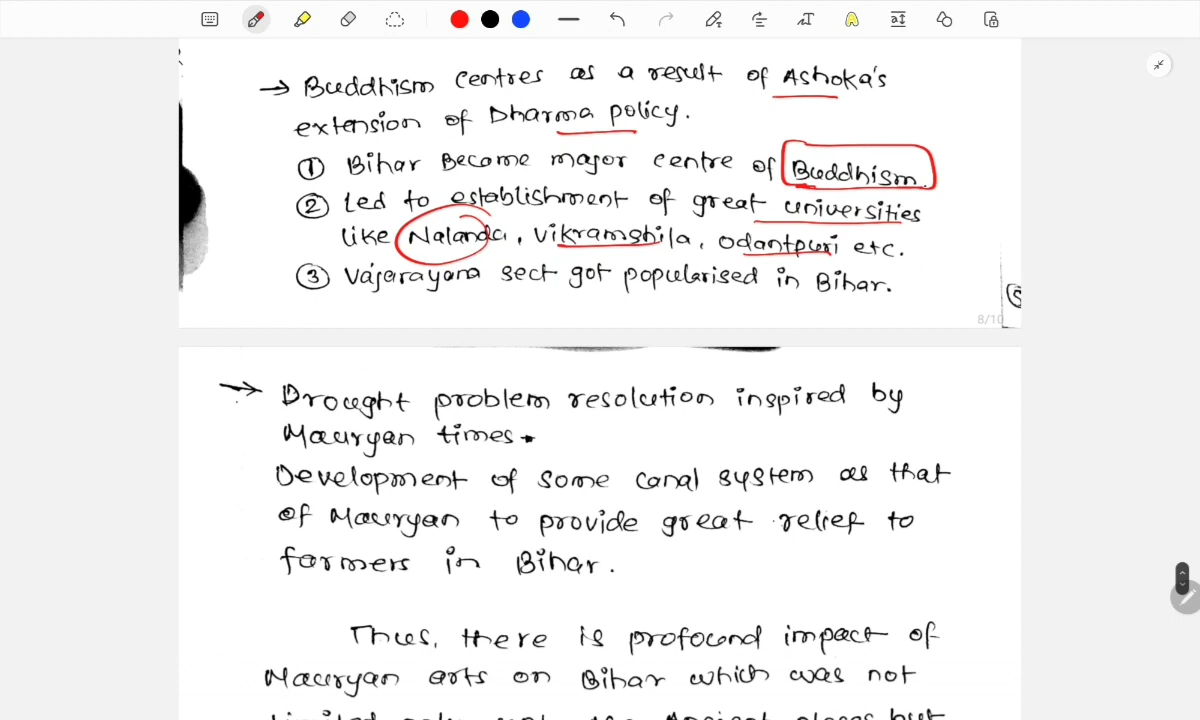 → Buddhism centres as a result of Ashoka's
extension of Dharma policy.
① Bihar Become major centre of Buddhism.
② Led to establishment of great universities
like Nalanda, Vikramshila, Odantpuri etc.
③ Vajarayana sect got popularised in Bihar.
8/10
→ Drought problem resolution inspired by
Mauryan times.
Development of some canal system as that
of Mauryan to provide great relief to
farmers in Bihar.
Thus, there is profound impact of
Mauryan arts on Bihar which was not